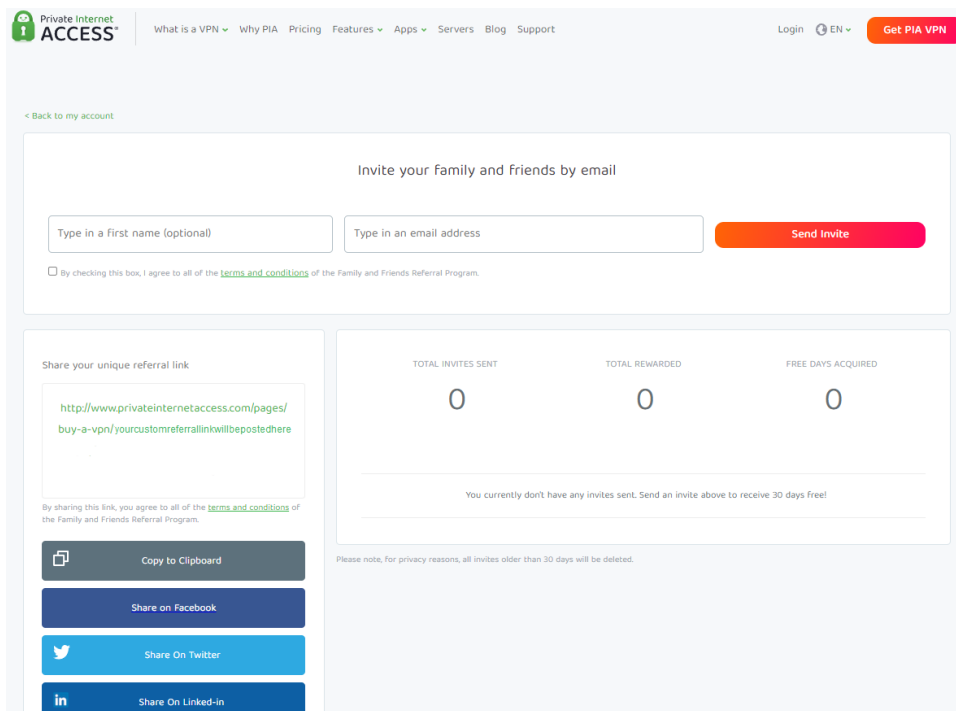 Private Internet
ACCESS™
What is a VPN Why PIA Pricing Features Apps Servers Blog Support
Login EN Get PIA VPN
< Back to my account
Invite your family and friends by email
Type in a first name (optional) Type in an email address Send Invite
By checking this box, I agree to all of the terms and conditions of the Family and Friends Referral Program.
Share your unique referral link
http://www.privateinternetaccess.com/pages/
buy-a-vpn/yourcustomreferrallinkwillbepostedhere
By sharing this link, you agree to all of the terms and conditions of
the Family and Friends Referral Program.
Copy to Clipboard
Share on Facebook
Share On Twitter
in Share On Linked-in
TOTAL INVITES SENT TOTAL REWARDED FREE DAYS ACQUIRED
0 0 0
You currently don't have any invites sent. Send an invite above to receive 30 days free!
Please note, for privacy reasons, all invites older than 30 days will be deleted.